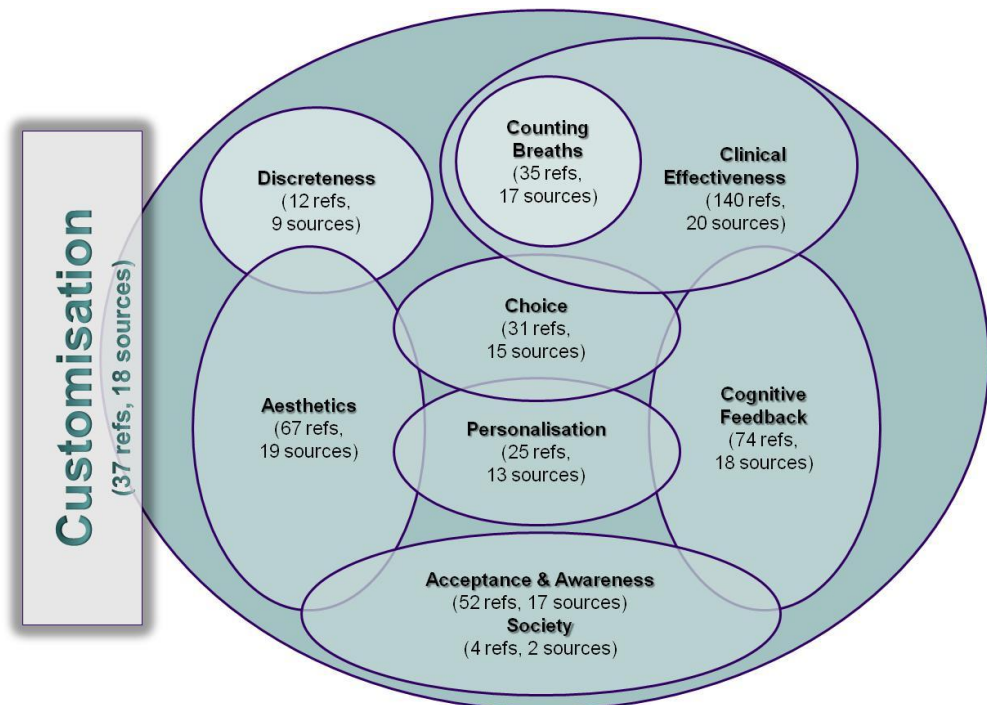 Customisation
(37 refs, 18 sources)
Discreteness
(12 refs,
9 sources)
Counting
Breaths
(35 refs,
17 sources)
Clinical
Effectiveness
(140 refs,
20 sources)
Choice
(31 refs,
15 sources)
Aesthetics
(67 refs,
19 sources)
Personalisation
(25 refs,
13 sources)
Cognitive
Feedback
(74 refs,
18 sources)
Acceptance & Awareness
(52 refs, 17 sources)
Society
(4 refs, 2 sources)